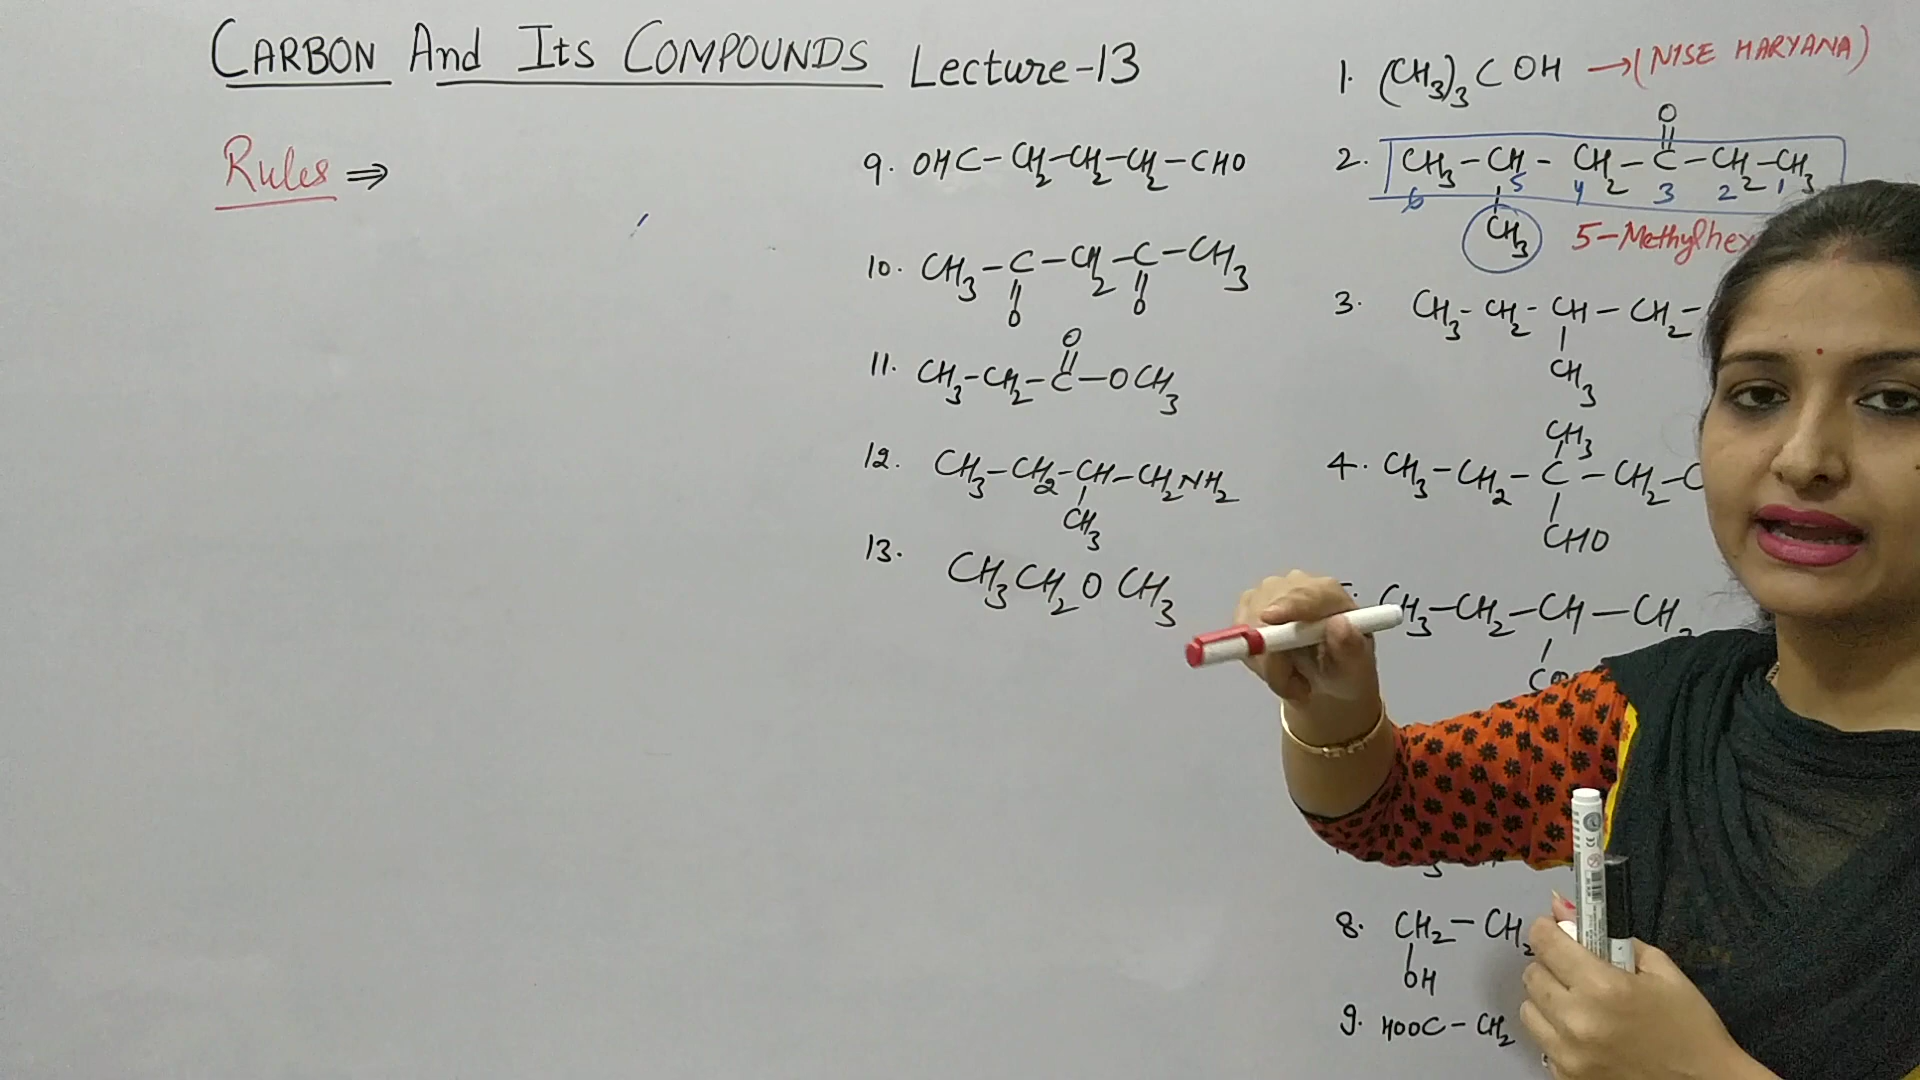 CARBON And Its COMPOUNDS Lecture-13
Rules ⇒
9. OHC-CH2-CH2-CH2-CHO
10. CH3-C-CH2-C-CH3
O O
O
11. CH3-CH2-C-OCH3
12. CH3-CH2-CH-CH2NH2
CH3
13. CH3CH2OCH3
1. (CH3)3COH → (NISE HARYANA)
O
2. CH3-CH-CH2-C-CH2-CH3
6 5 4 3 2 1
CH3 5-Methylhex
3. CH3-CH2-CH-CH2-
CH3
CH3
4. CH3-CH2-C-CH2-C
CHO
CH3-CH2-CH-CH2
8. CH2-CH2
OH
9. HOOC-CH2